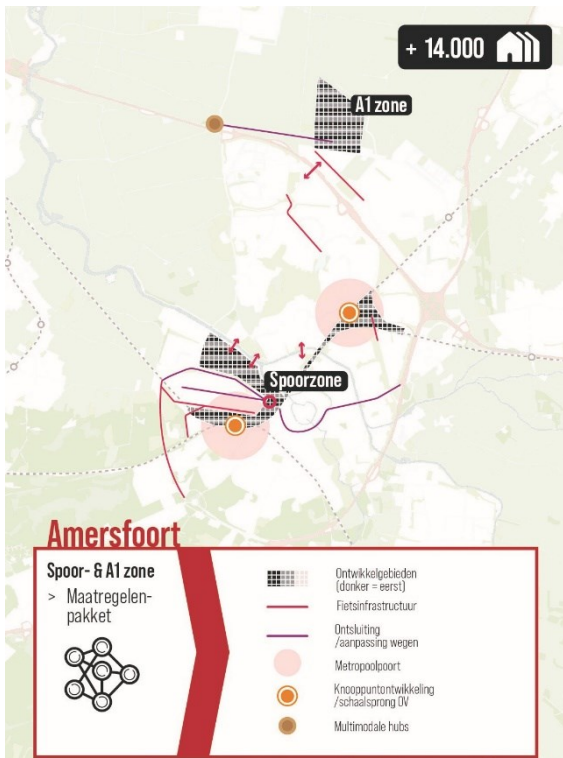 + 14.000
A1 zone
Spoorzone
Amersfoort
Spoor- & A1 zone
> Maatregelen-
pakket
Ontwikkelgebieden
(donker = eerst)
Fietsinfrastructuur
Ontsluiting
/aanpassing wegen
Metropoolpoort
Knooppuntontwikkeling
/schaalsprong OV
Multimodale hubs